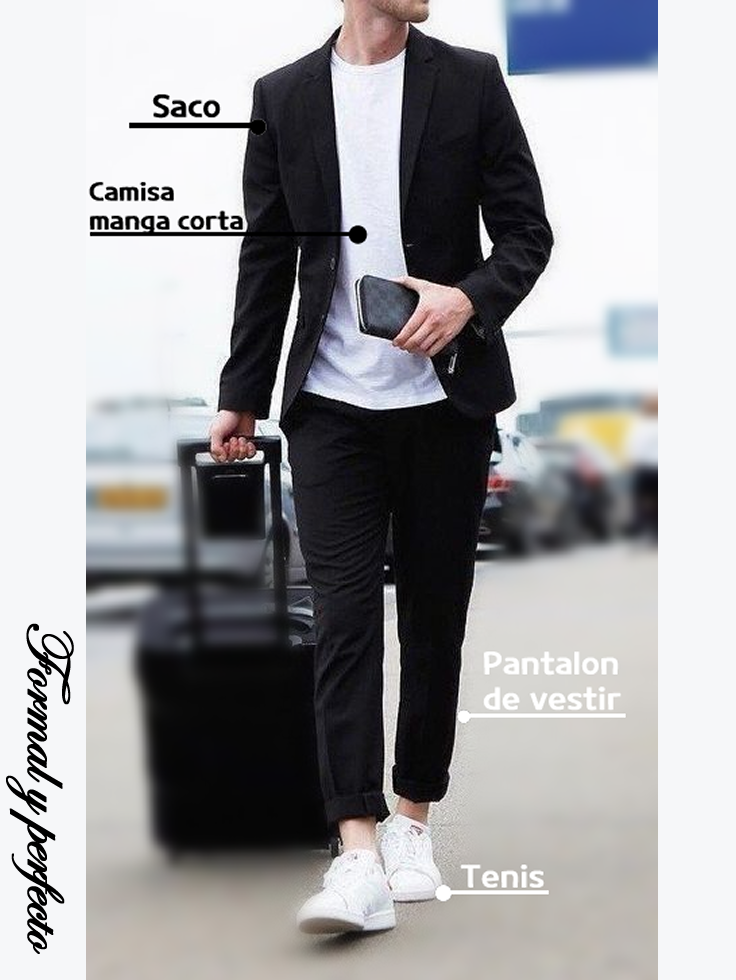 Saco
Camisa
manga corta
Pantalon
de vestir
Tenis
Formal y perfecto